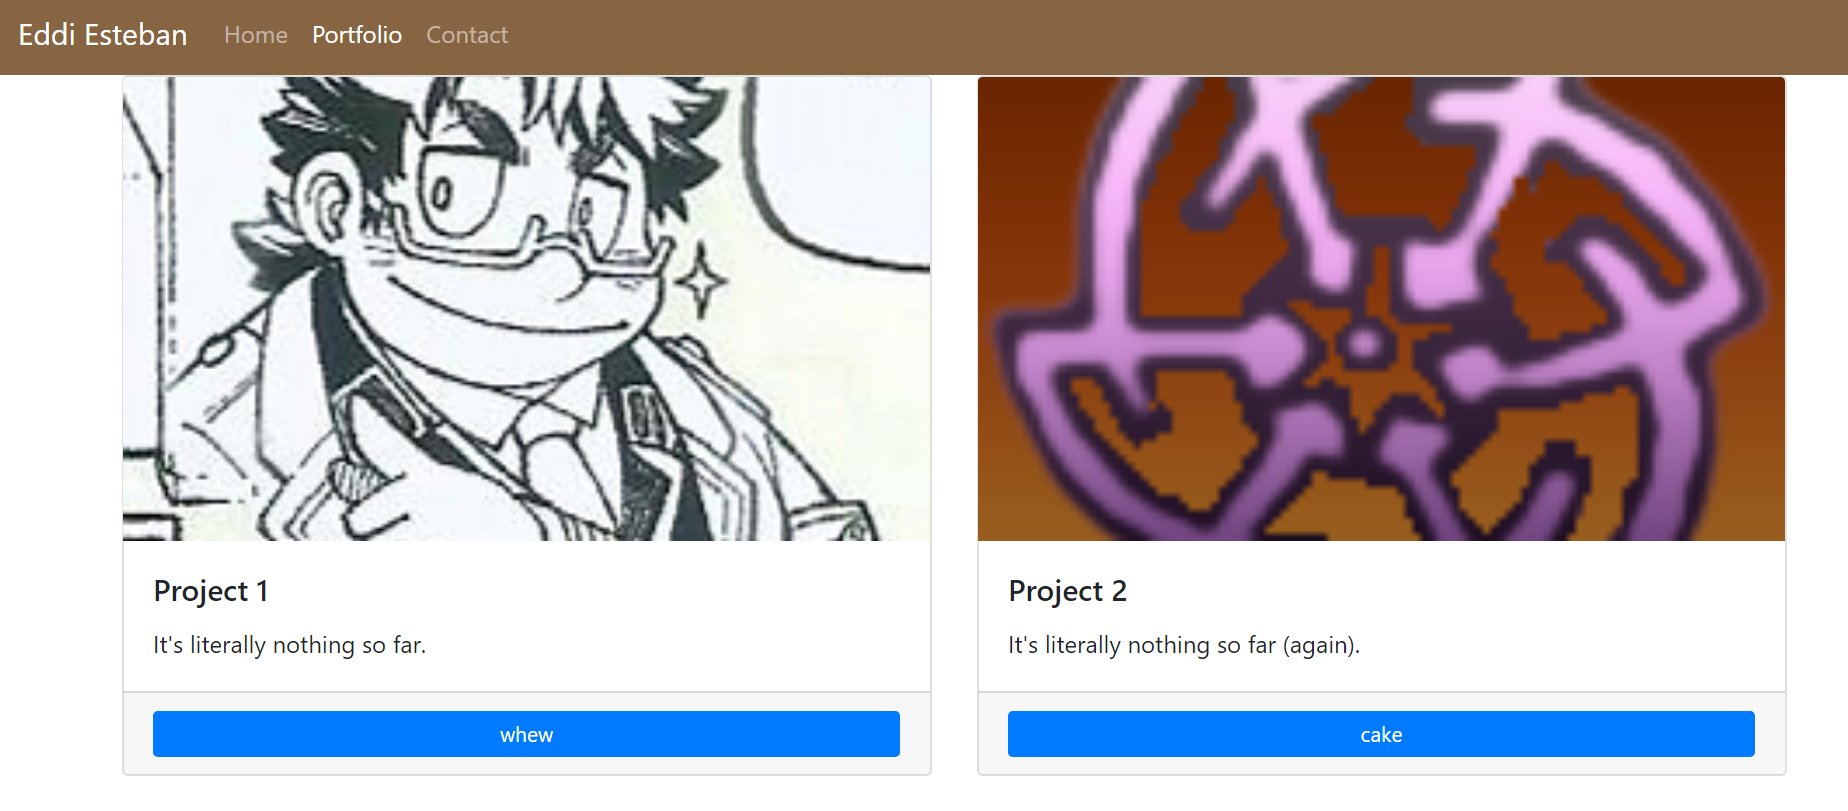 Eddi Esteban Home Portfolio Contact
Project 1
It's literally nothing so far.
whew
Project 2
It's literally nothing so far (again).
cake